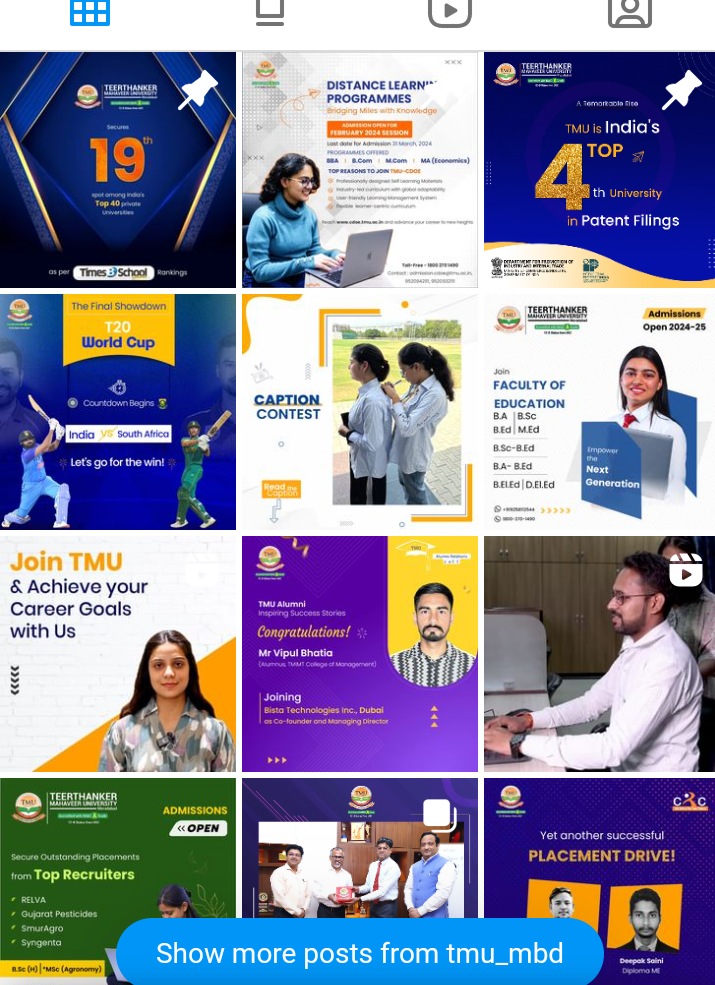 TEERTHANKER
MAHAVEER UNIVERSITY
Secures
19th
spot among India's
Top 40 private
Universities
as per Times B School Rankings
DISTANCE LEARNIN
PROGRAMMES
Bridging Miles with Knowledge
ADMISSION OPEN FOR
FEBRUARY 2024 SESSION
Last date for Admission 31 March, 2024
PROGRAMMES OFFERED
BBA | B.Com | M.Com | MA (Economics)
TOP REASONS TO JOIN TMU-CDOE
Professionally designed Self Learning Materials
Industry-led curriculum with global adaptability
User-friendly Learning Management System
Flexible learner-centric curriculum
Reach www.cdoe.tmu.ac.in and advance your career to new heights
Toll-Free - 1800 270 1490
TEERTHANKER
MAHAVEER UNIVERSITY
A Remarkable Rise
TMU is India's
TOP
4th University
in Patent Filings
DEPARTMENT FOR PROMOTION OF
INDUSTRY AND INTERNAL TRADE
The Final Showdown
T20
World Cup
Countdown Begins
India VS South Africa
Let's go for the win!
CAPTION
CONTEST
Read the
Caption
TMU
TEERTHANKER
MAHAVEER UNIVERSITY
Admissions
Open 2024-25
Join
FACULTY OF
EDUCATION
B.A | B.Sc
B.Ed | M.Ed
B.Sc-B.Ed
B.A- B.Ed
B.El.Ed | D.El.Ed
Empower
the
Next
Generation
1800-270-1490
Join TMU
& Achieve your
Career Goals
with Us
TMU
Alumni Relations
TMU Alumni
Inspiring Success Stories
Congratulations!
Mr Vipul Bhatia
(Alumnus, TMIMT College of Management)
Joining
Bista Technologies Inc., Dubai
as Co-founder and Managing Director
TMU
TEERTHANKER
MAHAVEER UNIVERSITY
ADMISSIONS
OPEN
Secure Outstanding Placements
from Top Recruiters
RELVA
Gujarat Pesticides
SmurAgro
Syngenta
B.Sc (H) | *MSc (Agronomy)
C2C
Yet another successful
PLACEMENT DRIVE!
Deepak Saini
Diploma ME
Show more posts from tmu_mbd